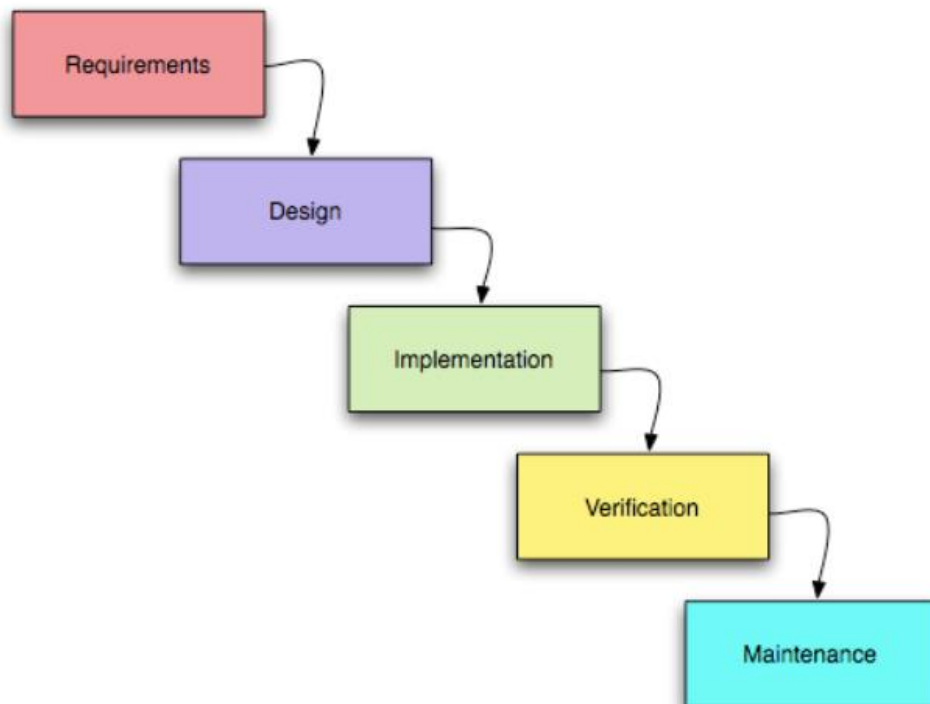 Requirements
Design
Implementation
Verification
Maintenance